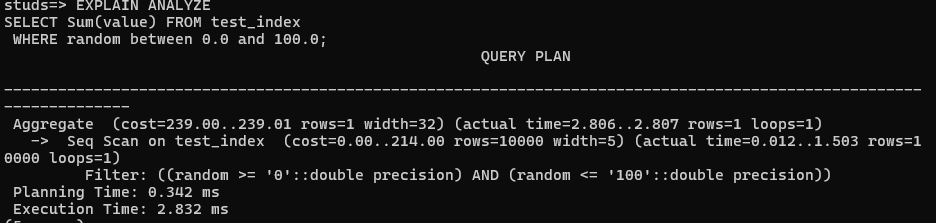 studs=> EXPLAIN ANALYZE
SELECT Sum(value) FROM test_index
 WHERE random between 0.0 and 100.0;
QUERY PLAN
---------------------------------------------------------------------------------------------------------
--------------
 Aggregate  (cost=239.00..239.01 rows=1 width=32) (actual time=2.806..2.807 rows=1 loops=1)
   ->  Seq Scan on test_index  (cost=0.00..214.00 rows=10000 width=5) (actual time=0.012..1.503 rows=1
0000 loops=1)
         Filter: ((random >= '0'::double precision) AND (random <= '100'::double precision))
 Planning Time: 0.342 ms
 Execution Time: 2.832 ms